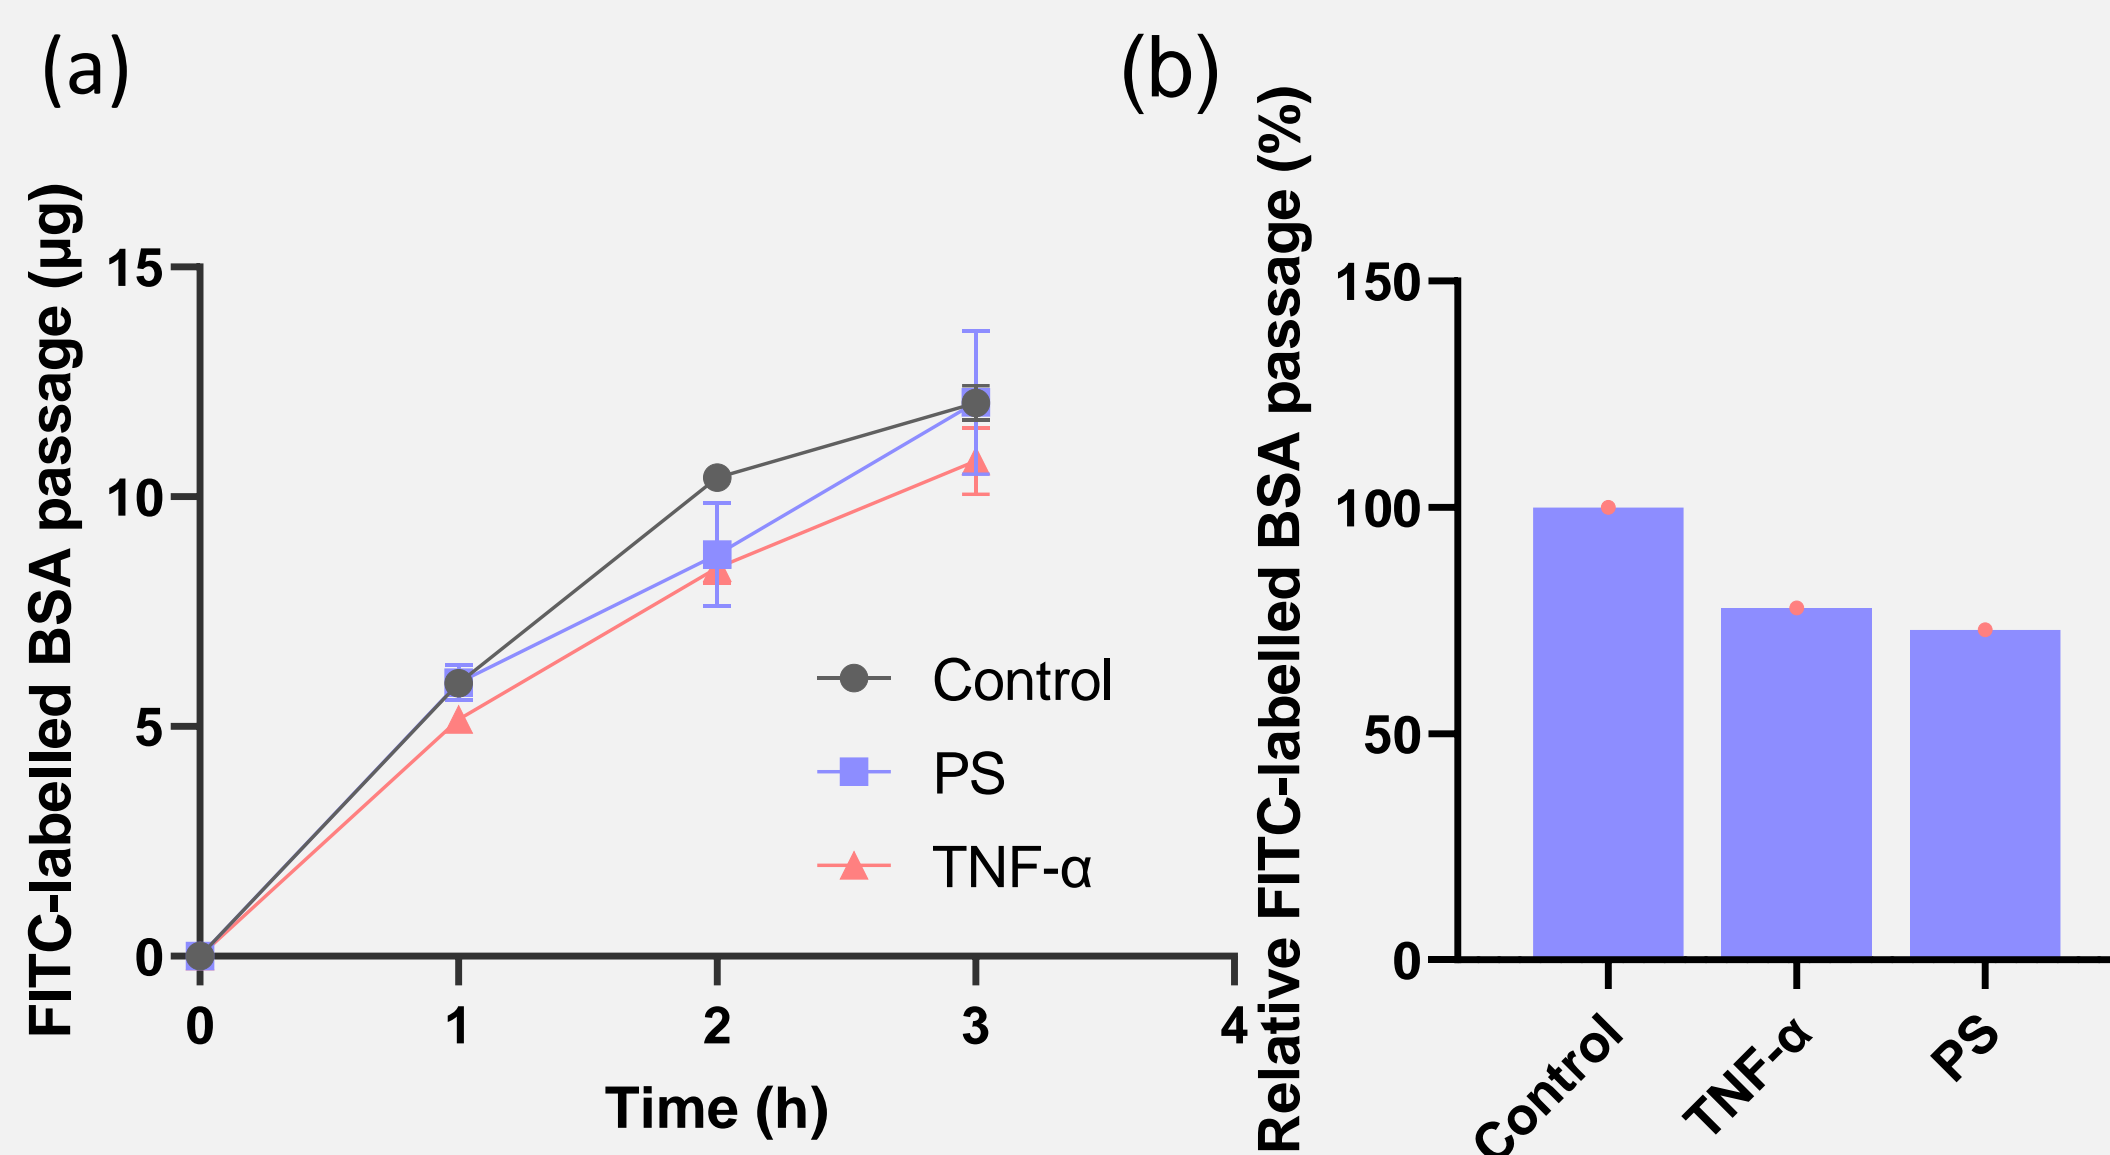 (a)
FITC-labelled BSA passage (µg)
15
10
5
0
0 1 2 3 4
Time (h)
Control
PS
TNF-α
(b)
Relative FITC-labelled BSA passage (%)
150
100
50
0
Control
TNF-α
PS